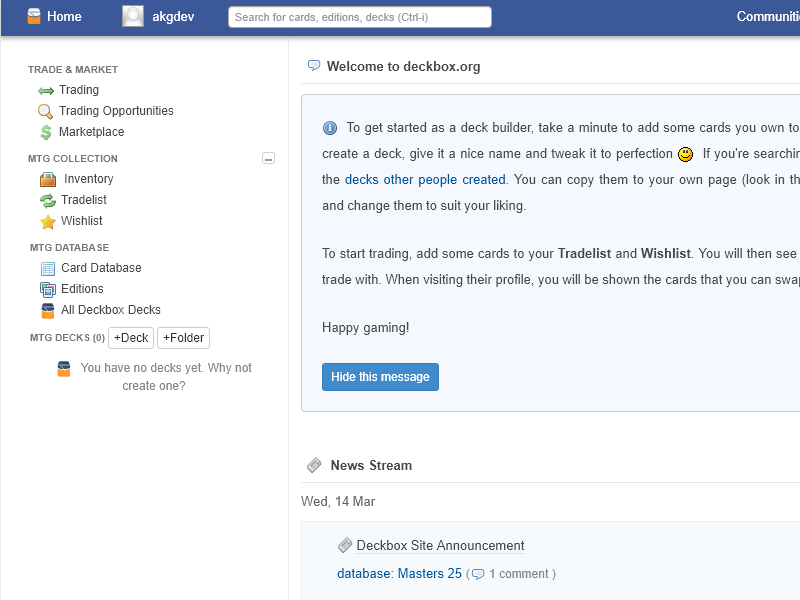 Home akgdev Search for cards, editions, decks (Ctrl-i)
TRADE & MARKET
Trading
Trading Opportunities
Marketplace
MTG COLLECTION
Inventory
Tradelist
Wishlist
MTG DATABASE
Card Database
Editions
All Deckbox Decks
MTG DECKS (0) +Deck +Folder
You have no decks yet. Why not
create one?
Welcome to deckbox.org
To get started as a deck builder, take a minute to add some cards you own to
create a deck, give it a nice name and tweak it to perfection If you're
the decks other people created. You can copy them to your own page (look in
and change them to suit your liking.
To start trading, add some cards to your Tradelist and Wishlist. You will then see
trade with. When visiting their profile, you will be shown the cards that you can
Happy gaming!
Hide this message
News Stream
Wed, 14 Mar
Deckbox Site Announcement
database: Masters 25 ( 1 comment )